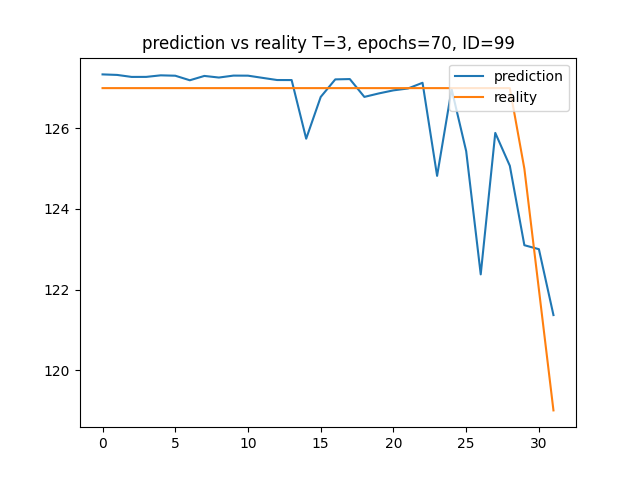 prediction vs reality T=3, epochs=70, ID=99
prediction
reality
126
124
122
120
0 5 10 15 20 25 30